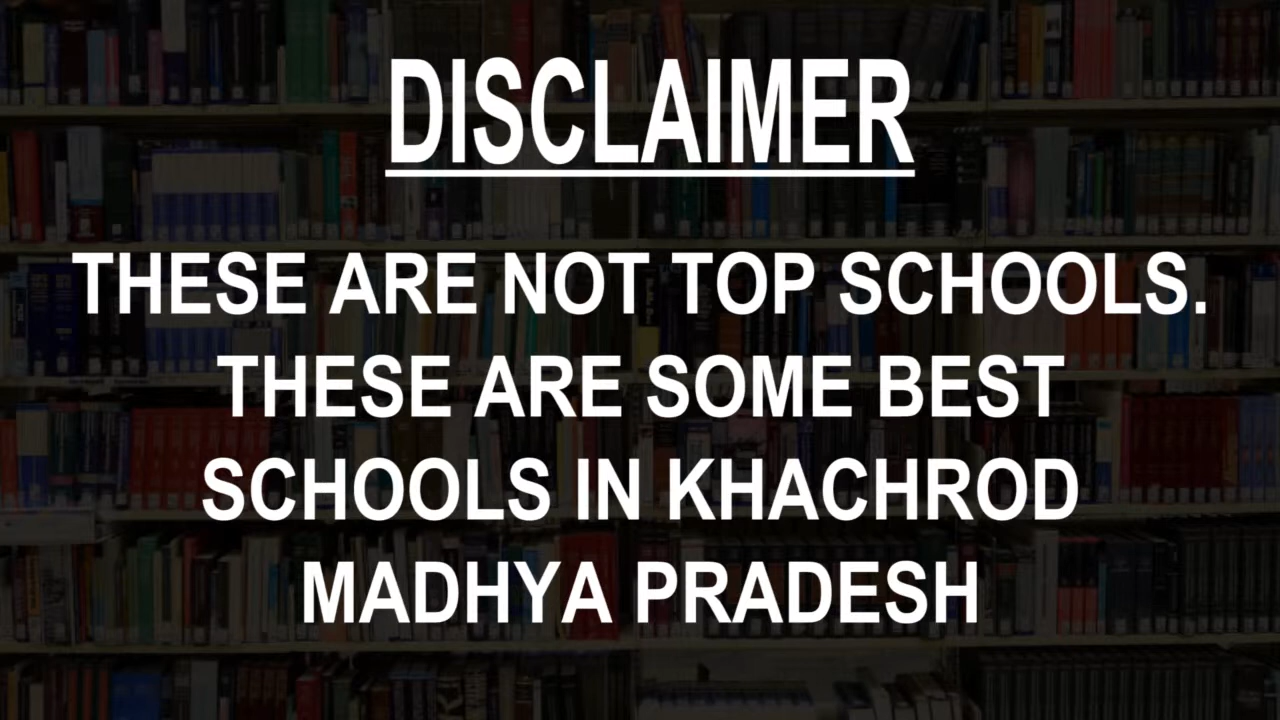 DISCLAIMER
THESE ARE NOT TOP SCHOOLS.
THESE ARE SOME BEST
SCHOOLS IN KHACHROD
MADHYA PRADESH